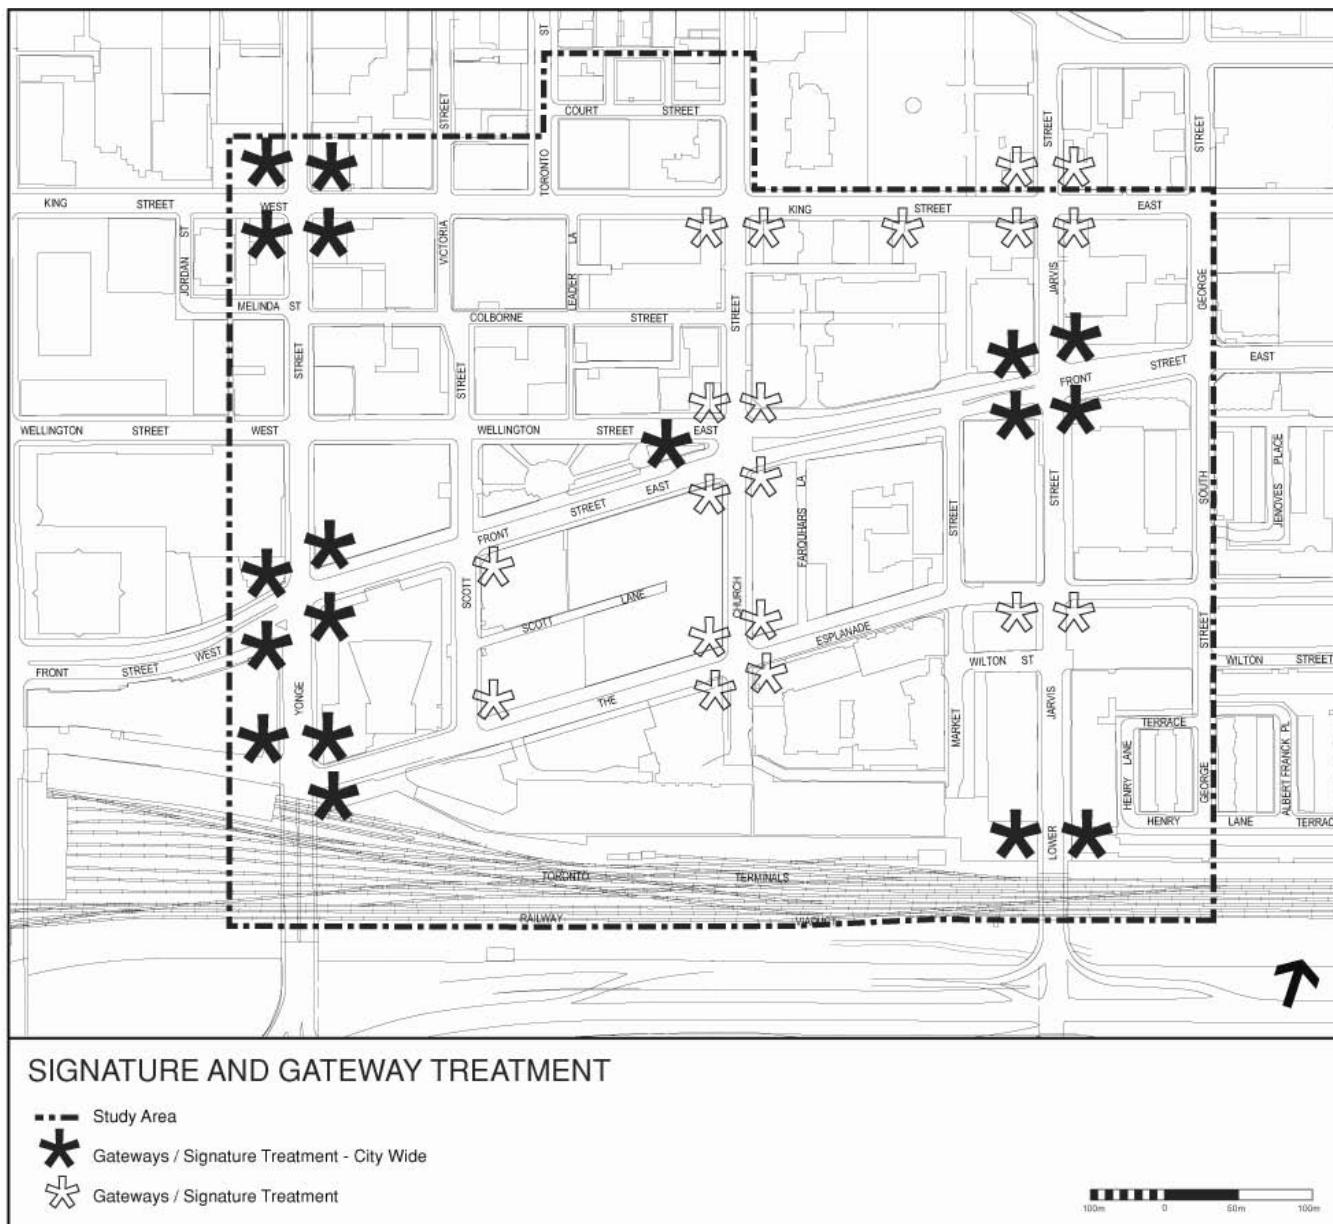 ST
STREET
COURT STREET
STREET
STREET
TORONTO
KING STREET WEST
KING STREET EAST
JORDAN ST
VICTORIA
LEADER LA
JARVIS
GEORGE
MELINDA ST
COLBORNE STREET
STREET
STREET
STREET
FRONT STREET EAST
WELLINGTON STREET WEST
WELLINGTON STREET EAST
FRONT STREET EAST
FARQUHARS LA
STREET
STREET
SOUTH
JENOVES PLACE
SCOTT
SCOTT LANE
CHURCH
THE ESPLANADE
STREET
WILTON ST
WILTON STREET
FRONT STREET WEST
YONGE
MARKET
JARVIS
TERRACE
HENRY LANE
GEORGE
ALBERT FRANCK PL
HENRY LANE TERRAC
LOWER
TORONTO TERMINALS
RAILWAY VIADUCT
SIGNATURE AND GATEWAY TREATMENT
Study Area
Gateways / Signature Treatment - City Wide
Gateways / Signature Treatment
100m 0 50m 100m